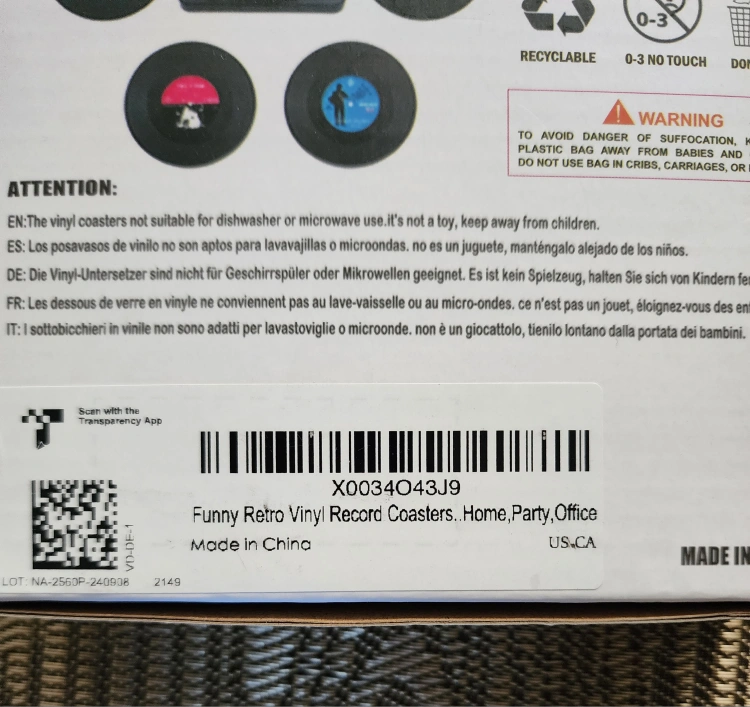 0-3
RECYCLABLE
0-3 NO TOUCH
WARNING
TO AVOID DANGER OF SUFFOCATION,
PLASTIC BAG AWAY FROM BABIES AND
DO NOT USE BAG IN CRIBS, CARRIAGES, OR
ATTENTION:
EN:The vinyl coasters not suitable for dishwasher or microwave use.it's not a toy, keep away from children.
ES: Los posavasos de vinilo no son aptos para lavavajillas o microondas. no es un juguete, manténgalo alejado de los niños.
DE: Die Vinyl-Untersetzer sind nicht für Geschirrspüler oder Mikrowellen geeignet. Es ist kein Spielzeug, halten Sie sich von Kindern
FR: Les dessous de verre en vinyle ne conviennent pas au lave-vaisselle ou au micro-ondes. ce n'est pas un jouet, éloignez-vous des
IT: I sottobicchieri in vinile non sono adatti per lavastoviglie o microonde. non è un giocattolo, tienilo lontano dalla portata dei bambini.
Scan with the
Transparency App
X0034O43J9
Funny Retro Vinyl Record Coasters..Home,Party,Office
Made in China
US.CA
VD-DE-1
LOT: NA-2560P-240908 2149
MADE IN